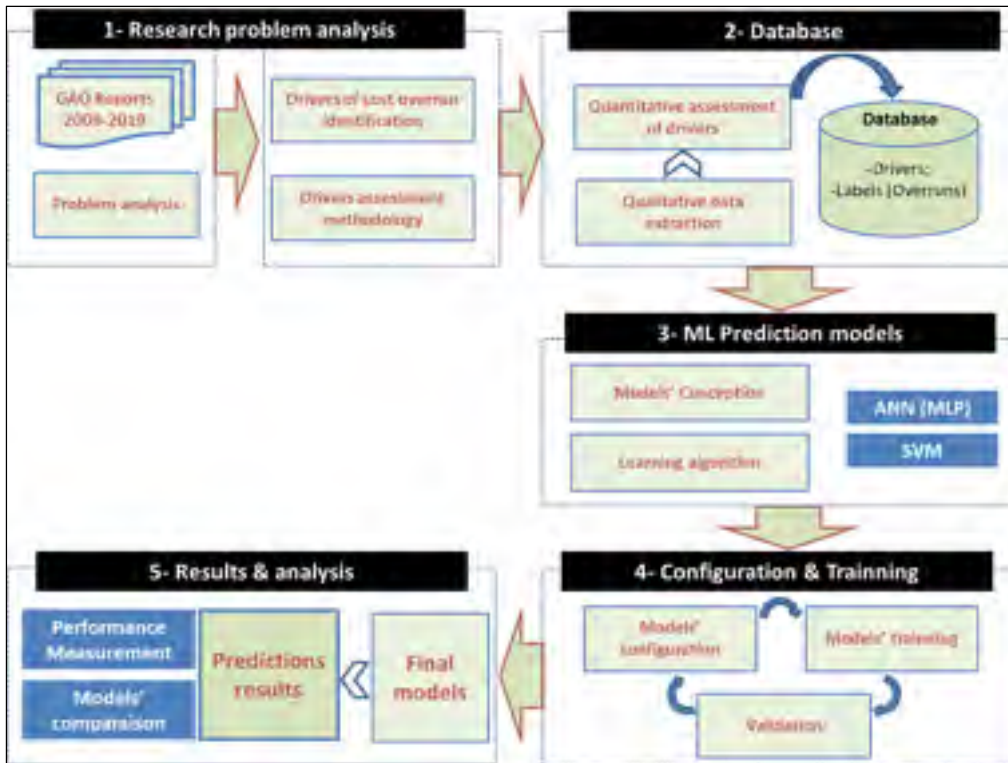 1- Research problem analysis
GAO Reports
2009-2019
Problem analysis
Drivers of cost overrun
identification
Drivers assessment
methodology
2- Database
Quantitative assessment
of drivers
Qualitative data
extraction
Database
-Drivers;
-Labels (Overruns)
3- ML Prediction models
Models' Conception
Learning algorithm
ANN (MLP)
SVM
4- Configuration & Trainning
Models'
configuration
Models' trainning
Validation
5- Results & analysis
Performance
Measurement
Models'
comparaison
Predictions
results
Final
models